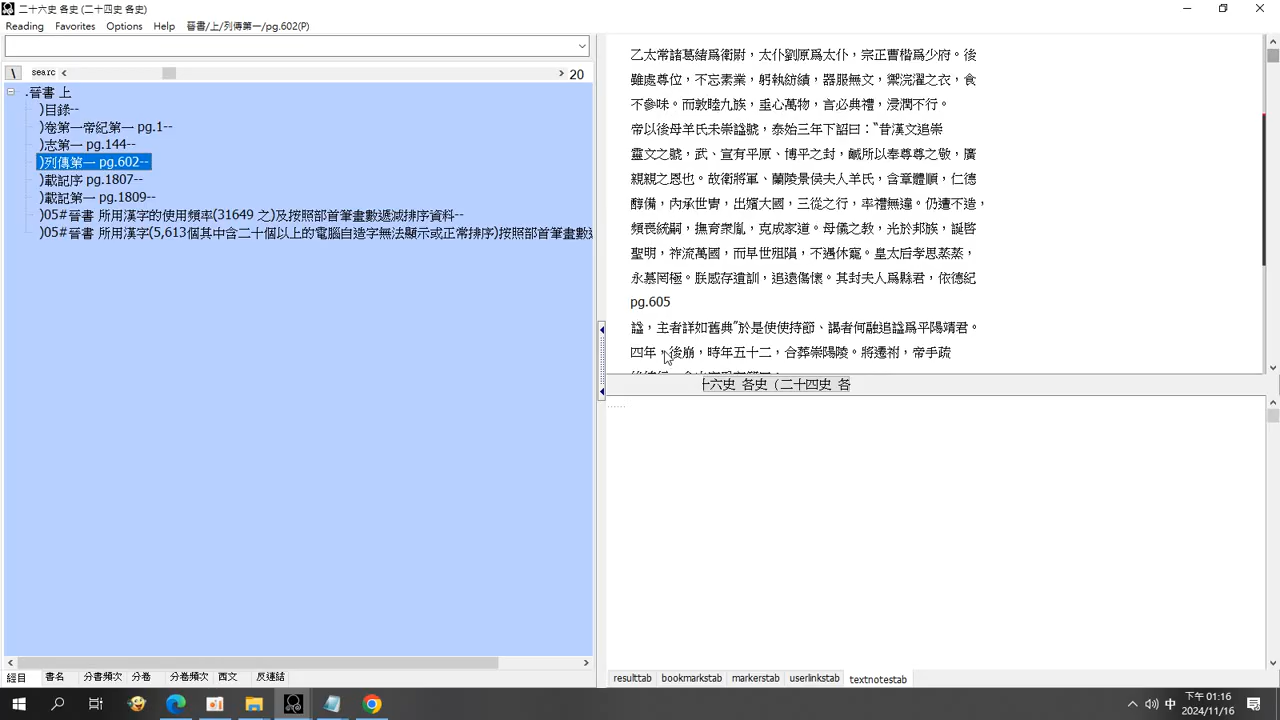 二十六史 各史 (二十四史 各史)
Reading Favorites Options Help 晉書/上/列傳第一/pg.602(P)
\ searc 20
.晉書 上
)目錄--
)卷第一帝紀第一 pg.1--
)志第一 pg.144--
)列傳第一 pg.602--
)載記序 pg.1807--
)載記第一 pg.1809--
)05#晉書 所用漢字的使用頻率(31649 之)及按照部首筆畫數遞減排序資料--
)05#晉書 所用漢字(5,613個其中含二十個以上的電腦自造字無法顯示或正常排序)按照部首筆畫數遞
經目 書名 分書頻次 分卷 分卷頻次 西文 反連結
乙太常諸葛緒爲衛尉，太仆劉原爲太仆，宗正曹楷爲少府。後
雖處尊位，不忘素業，躬執紡績，器服無文，禦浣濯之衣，食
不參味。而敦睦九族，垂心萬物，言必典禮，浸潤不行。
帝以後母羊氏未崇謚號，泰始三年下詔曰：“昔漢文追崇
靈文之號，武、宣有平原、博平之封，鹹所以奉尊尊之敬，廣
親親之恩也。故衛將軍、蘭陵景侯夫人羊氏，含章體順，仁德
醇備，內承世冑，出嬪大國，三從之行，率禮無違。仍遭不造，
頻喪統嗣，撫育衆胤，克成家道。母儀之教，光於邦族，誕啓
聖明，祚流萬國，而早世殂隕，不遇休寵。皇太后孝思蒸蒸，
永慕罔極。朕感存遺訓，追遠傷懷。其封夫人爲縣君，依德紀
pg.605
謚，主者詳如舊典”於是使使持節、謁者何融追謚爲平陽靖君。
四年，後崩，時年五十二，合葬崇陽陵。將遷祔，帝手疏
十六史 各史 (二十四史 各
resulttab bookmarkstab markerstab userlinkstab textnotestab
中 下午 01:16
2024/11/16